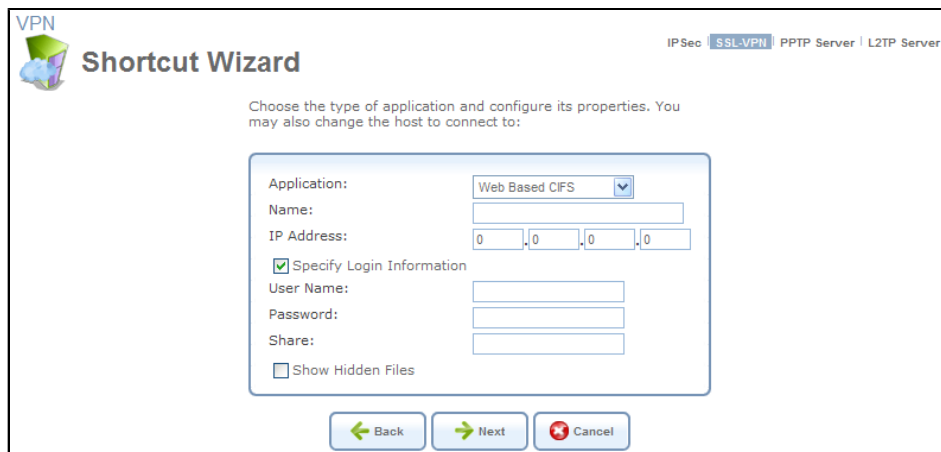 VPN
IPSec | SSL-VPN | PPTP Server | L2TP Server
Shortcut Wizard
Choose the type of application and configure its properties. You
may also change the host to connect to:
Application: Web Based CIFS
Name:
IP Address: 0 . 0 . 0 . 0
Specify Login Information
User Name:
Password:
Share:
Show Hidden Files
Back Next Cancel